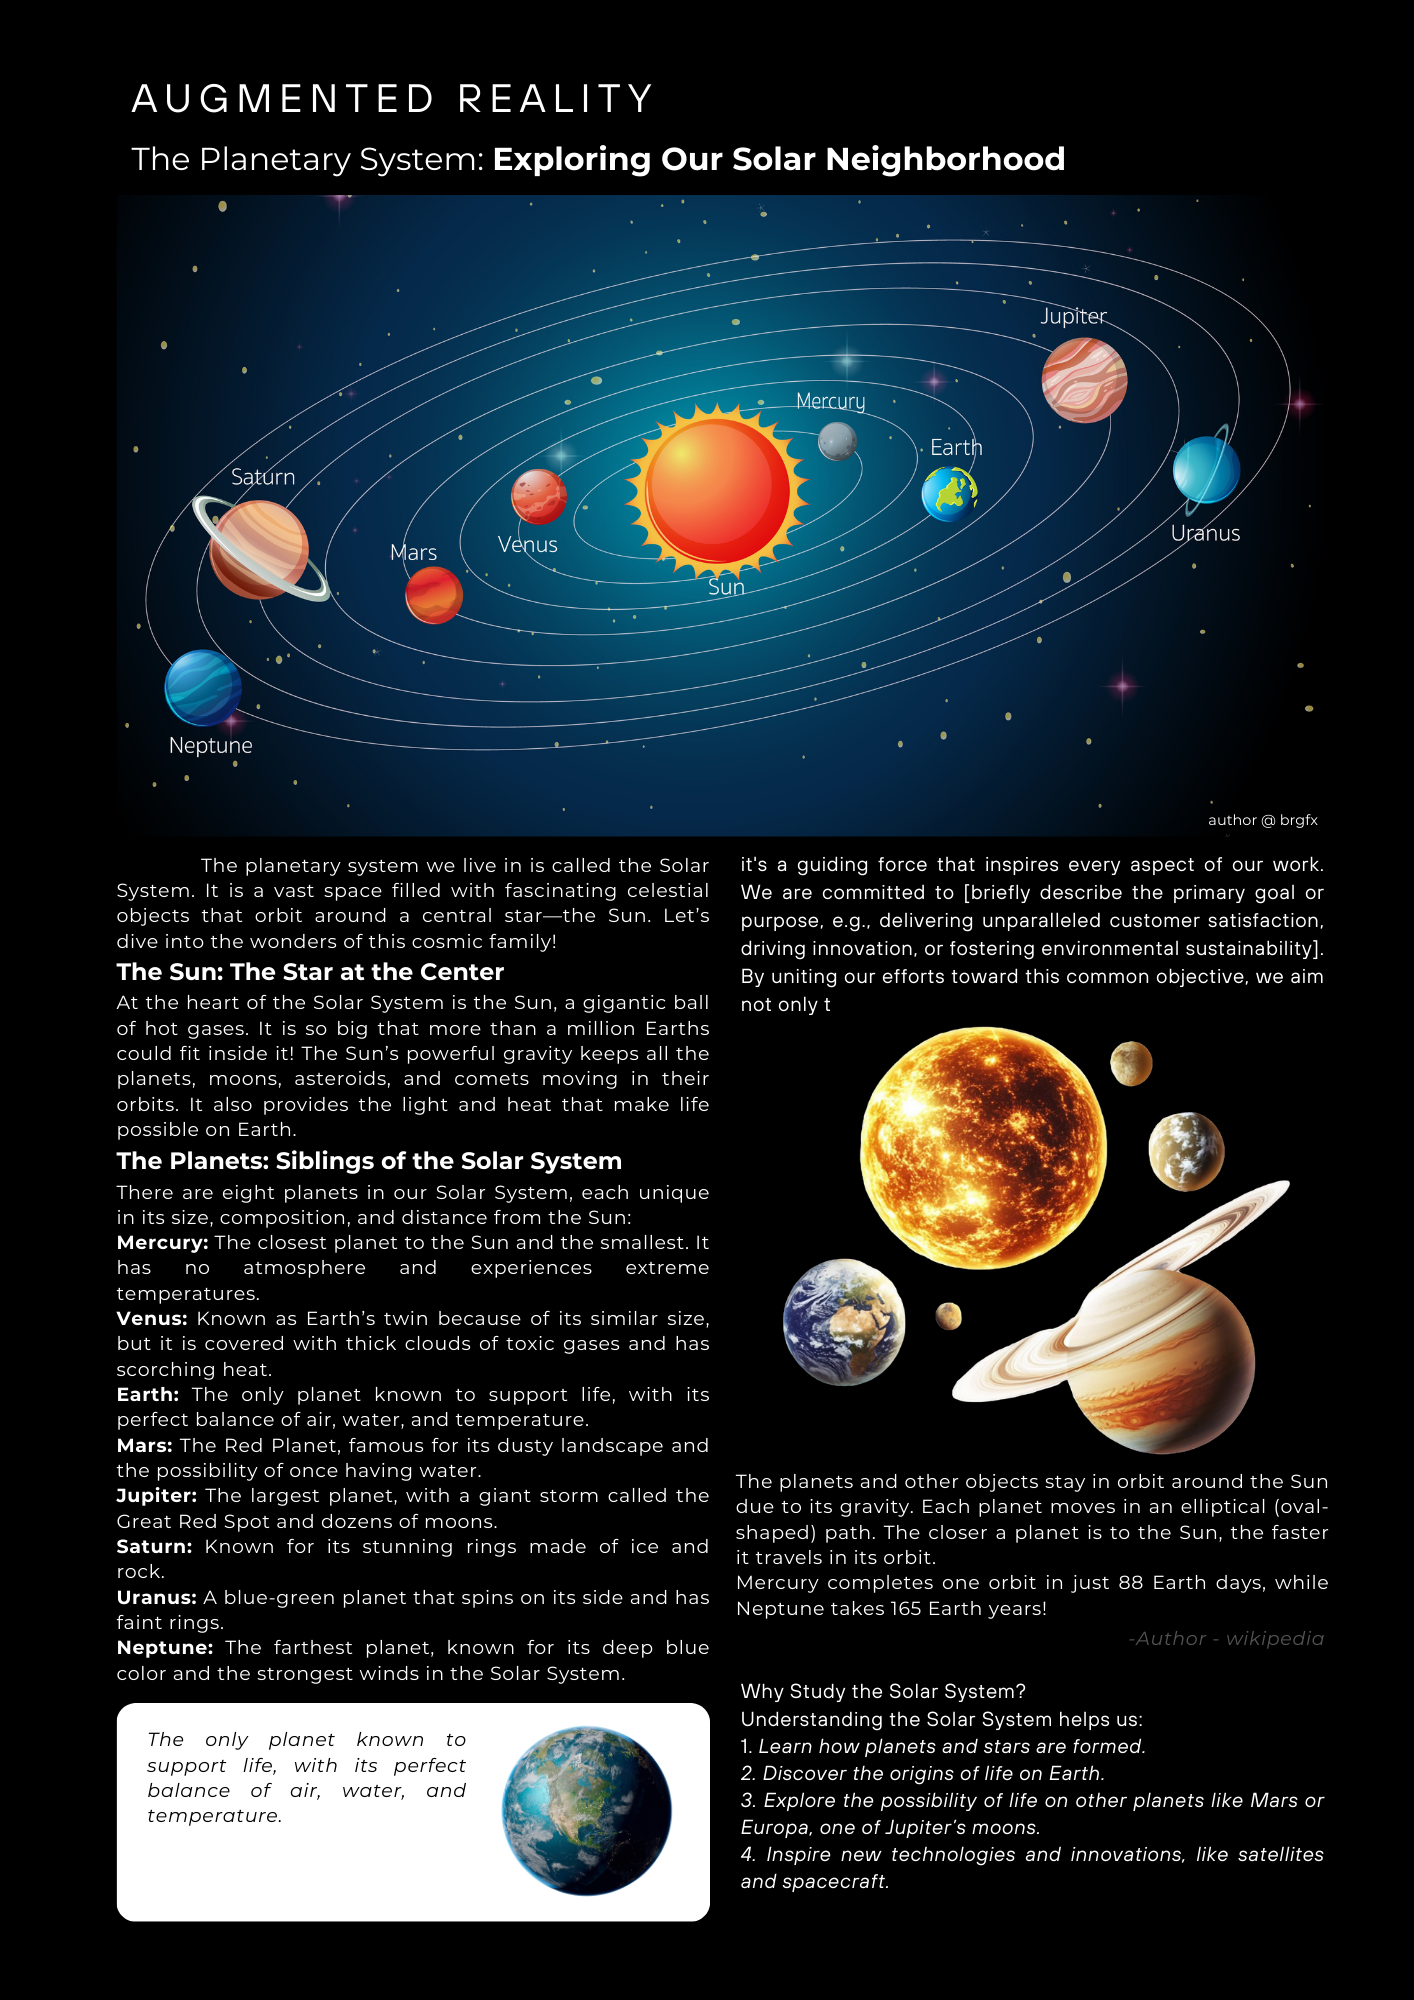 AUGMENTED REALITY
The Planetary System: Exploring Our Solar Neighborhood
Jupiter
Mercury
Earth
Saturn
Uranus
Venus
Mars
Sun
Neptune
author @ brgfx
The planetary system we live in is called the Solar
System. It is a vast space filled with fascinating celestial
objects that orbit around a central star—the Sun. Let's
dive into the wonders of this cosmic family!
The Sun: The Star at the Center
At the heart of the Solar System is the Sun, a gigantic ball
of hot gases. It is so big that more than a million Earths
could fit inside it! The Sun's powerful gravity keeps all the
planets, moons, asteroids, and comets moving in their
orbits. It also provides the light and heat that make life
possible on Earth.
The Planets: Siblings of the Solar System
There are eight planets in our Solar System, each unique
in its size, composition, and distance from the Sun:
Mercury: The closest planet to the Sun and the smallest. It
has no atmosphere and experiences extreme
temperatures.
Venus: Known as Earth's twin because of its similar size,
but it is covered with thick clouds of toxic gases and has
scorching heat.
Earth: The only planet known to support life, with its
perfect balance of air, water, and temperature.
Mars: The Red Planet, famous for its dusty landscape and
the possibility of once having water.
Jupiter: The largest planet, with a giant storm called the
Great Red Spot and dozens of moons.
Saturn: Known for its stunning rings made of ice and
rock.
Uranus: A blue-green planet that spins on its side and has
faint rings.
Neptune: The farthest planet, known for its deep blue
color and the strongest winds in the Solar System.
The only planet known to
support life, with its perfect
balance of air, water, and
temperature.
it's a guiding force that inspires every aspect of our work.
We are committed to [briefly describe the primary goal or
purpose, e.g., delivering unparalleled customer satisfaction,
driving innovation, or fostering environmental sustainability].
By uniting our efforts toward this common objective, we aim
not only t
The planets and other objects stay in orbit around the Sun
due to its gravity. Each planet moves in an elliptical (oval-
shaped) path. The closer a planet is to the Sun, the faster
it travels in its orbit.
Mercury completes one orbit in just 88 Earth days, while
Neptune takes 165 Earth years!
-Author - wikipedia
Why Study the Solar System?
Understanding the Solar System helps us:
1. Learn how planets and stars are formed.
2. Discover the origins of life on Earth.
3. Explore the possibility of life on other planets like Mars or
Europa, one of Jupiter's moons.
4. Inspire new technologies and innovations, like satellites
and spacecraft.